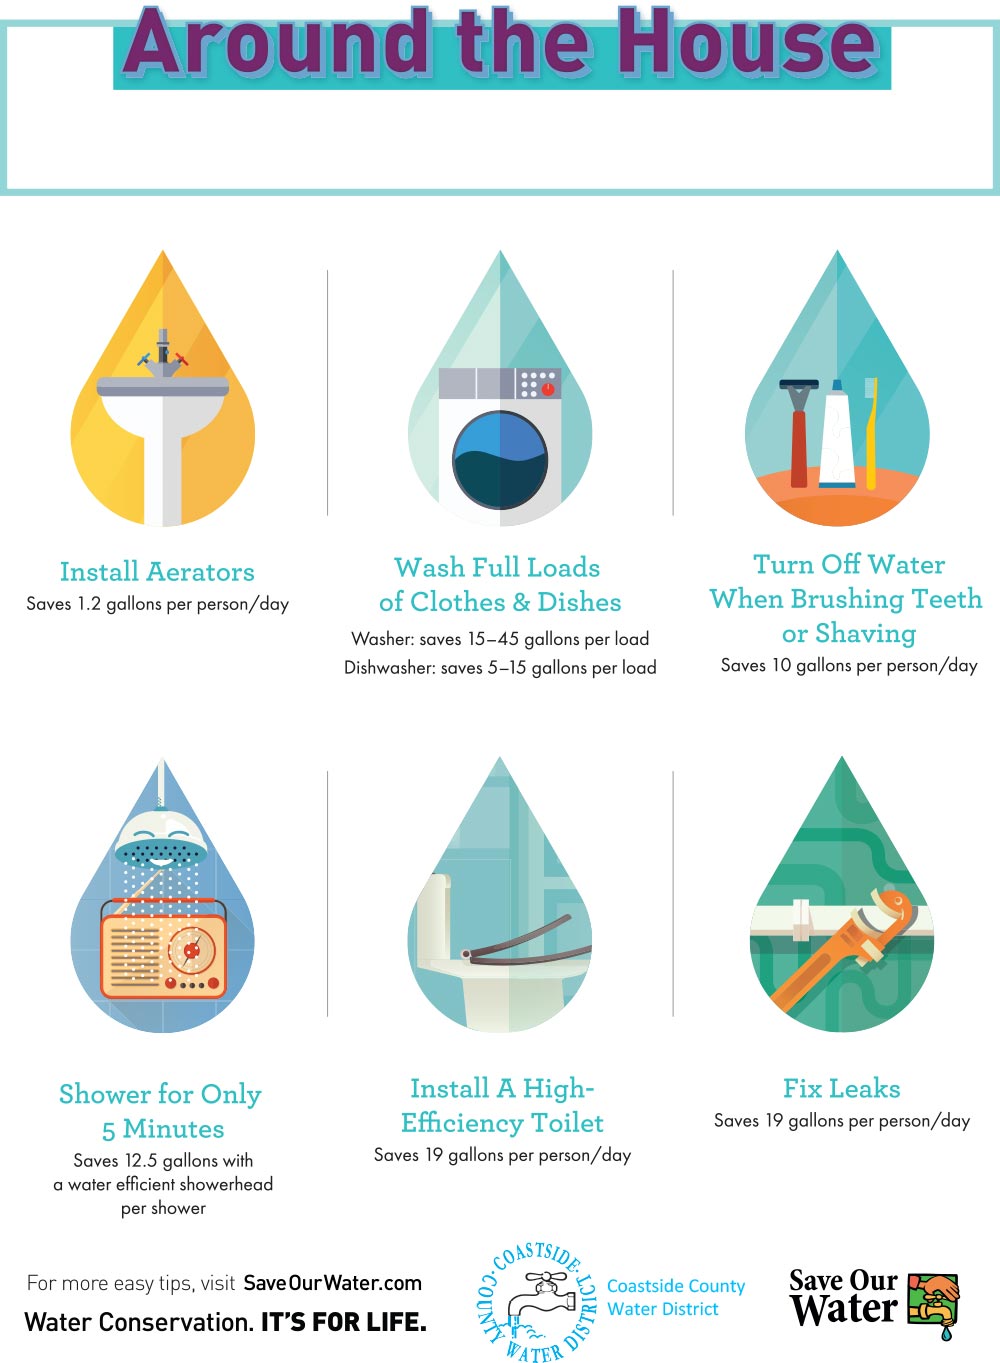 Around the House
Install Aerators
Saves 1.2 gallons per person/day
Wash Full Loads
of Clothes & Dishes
Washer: saves 15–45 gallons per load
Dishwasher: saves 5–15 gallons per load
Turn Off Water
When Brushing Teeth
or Shaving
Saves 10 gallons per person/day
Shower for Only
5 Minutes
Saves 12.5 gallons with
a water efficient showerhead
per shower
Install A High-
Efficiency Toilet
Saves 19 gallons per person/day
Fix Leaks
Saves 19 gallons per person/day
For more easy tips, visit SaveOurWater.com
Water Conservation. IT'S FOR LIFE.
·COASTSIDE·
COUNTY WATER DISTRICT
Coastside County
Water District
Save Our
Water